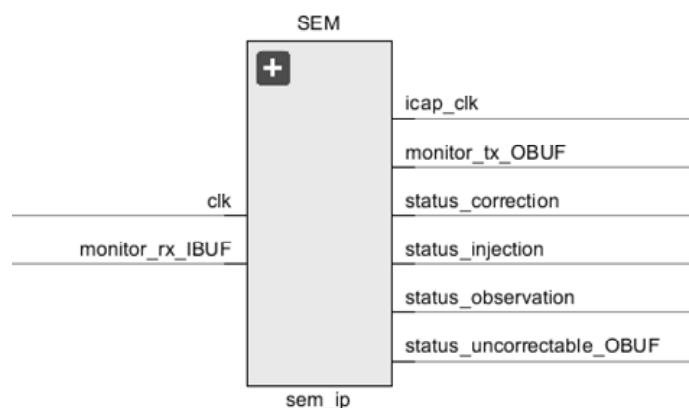 SEM
icap_clk
monitor_tx_OBUF
clk
status_correction
monitor_rx_IBUF
status_injection
status_observation
status_uncorrectable_OBUF
sem_ip